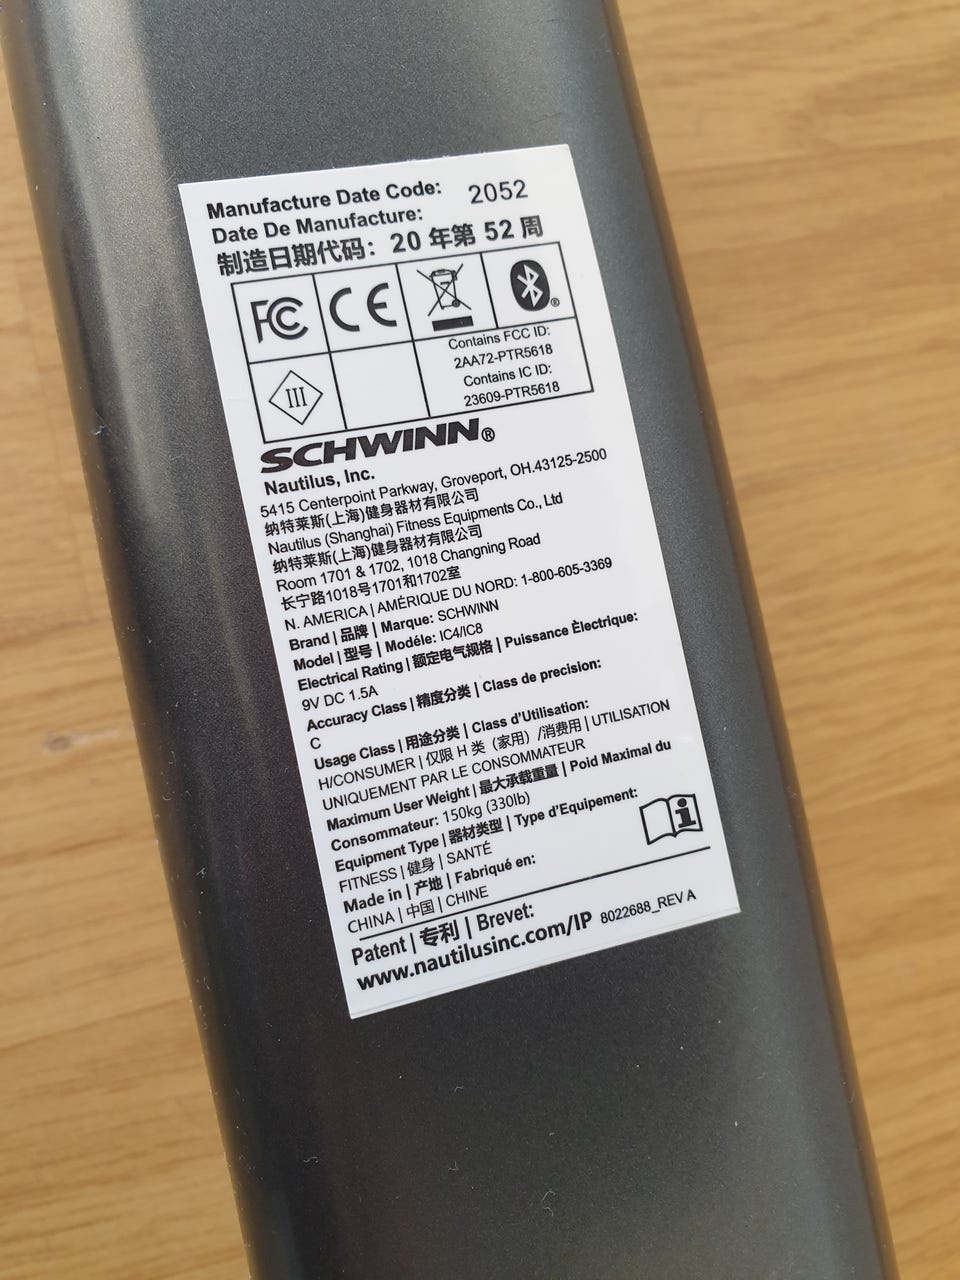 Manufacture Date Code: 2052
Date De Manufacture:
制造日期代码：20 年第 52 周
FC CE
Contains FCC ID:
2AA72-PTR5618
Contains IC ID:
23609-PTR5618
III
SCHWINN®
Nautilus, Inc.
5415 Centerpoint Parkway, Groveport, OH.43125-2500
纳特莱斯(上海)健身器材有限公司
Nautilus (Shanghai) Fitness Equipments Co., Ltd
纳特莱斯(上海)健身器材有限公司
Room 1701 & 1702, 1018 Changning Road
长宁路1018号1701和1702室
N. AMERICA | AMÉRIQUE DU NORD: 1-800-605-3369
Brand | 品牌 | Marque: SCHWINN
Model | 型号 | Modéle: IC4/IC8
Electrical Rating | 额定电气规格 | Puissance Èlectrique:
9V DC 1.5A
Accuracy Class | 精度分类 | Class de precision:
C
Usage Class | 用途分类 | Class d'Utilisation:
H/CONSUMER | 仅限 H 类（家用）/消费用 | UTILISATION
UNIQUEMENT PAR LE CONSOMMATEUR
Maximum User Weight | 最大承载重量 | Poid Maximal du
Consommateur: 150kg (330lb)
Equipment Type | 器材类型 | Type d'Equipement:
FITNESS | 健身 | SANTÉ
Made in | 产地 | Fabriqué en:
CHINA | 中国 | CHINE
Patent | 专利 | Brevet:
www.nautilusinc.com/IP 8022688_REV A